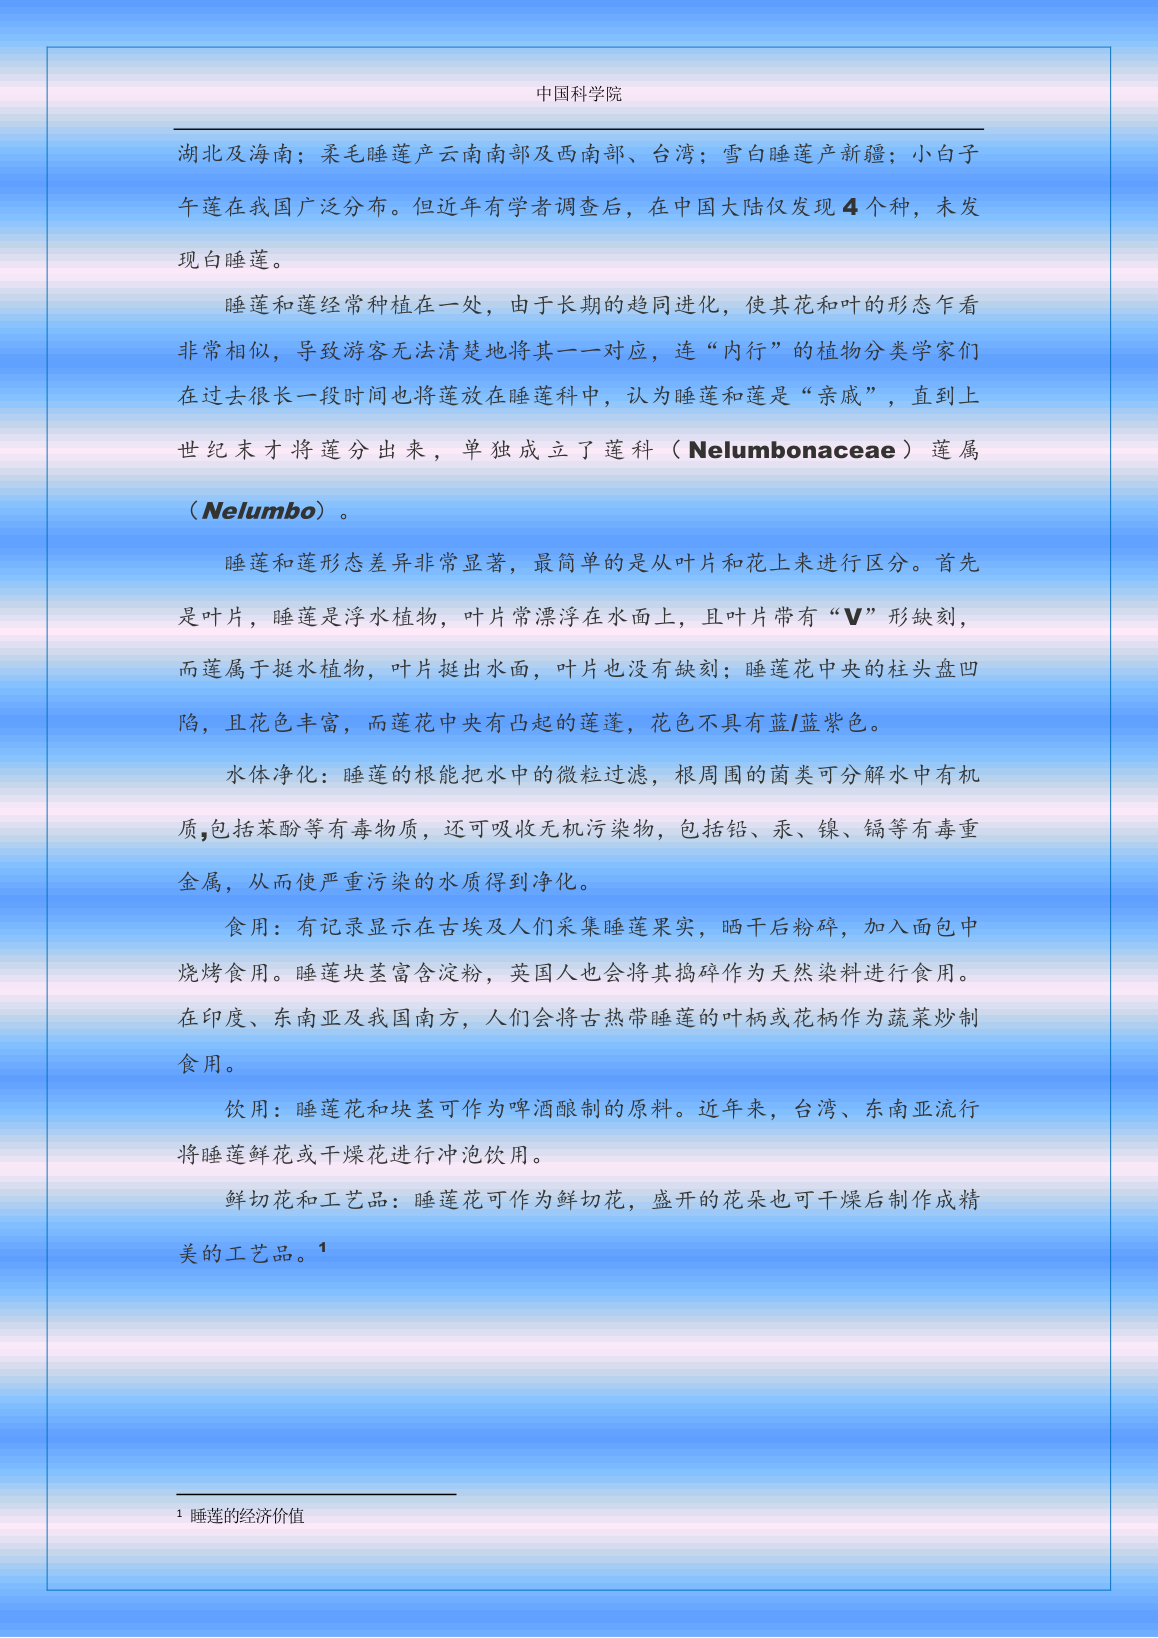 中国科学院
湖北及海南；柔毛睡莲产云南南部及西南部、台湾；雪白睡莲产新疆；小白子
午莲在我国广泛分布。但近年有学者调查后，在中国大陆仅发现 4 个种，未发
现白睡莲。
睡莲和莲经常种植在一处，由于长期的趋同进化，使其花和叶的形态乍看
非常相似，导致游客无法清楚地将其一一对应，连“内行”的植物分类学家们
在过去很长一段时间也将莲放在睡莲科中，认为睡莲和莲是“亲戚”，直到上
世纪末才将莲分出来，单独成立了莲科（Nelumbonaceae）莲属
（Nelumbo）。
睡莲和莲形态差异非常显著，最简单的是从叶片和花上来进行区分。首先
是叶片，睡莲是浮水植物，叶片常漂浮在水面上，且叶片带有“V”形缺刻，
而莲属于挺水植物，叶片挺出水面，叶片也没有缺刻；睡莲花中央的柱头盘凹
陷，且花色丰富，而莲花中央有凸起的莲蓬，花色不具有蓝/蓝紫色。
水体净化：睡莲的根能把水中的微粒过滤，根周围的菌类可分解水中有机
质,包括苯酚等有毒物质，还可吸收无机污染物，包括铅、汞、镍、镉等有毒重
金属，从而使严重污染的水质得到净化。
食用：有记录显示在古埃及人们采集睡莲果实，晒干后粉碎，加入面包中
烧烤食用。睡莲块茎富含淀粉，英国人也会将其捣碎作为天然染料进行食用。
在印度、东南亚及我国南方，人们会将古热带睡莲的叶柄或花柄作为蔬菜炒制
食用。
饮用：睡莲花和块茎可作为啤酒酿制的原料。近年来，台湾、东南亚流行
将睡莲鲜花或干燥花进行冲泡饮用。
鲜切花和工艺品：睡莲花可作为鲜切花，盛开的花朵也可干燥后制作成精
美的工艺品。1
1 睡莲的经济价值